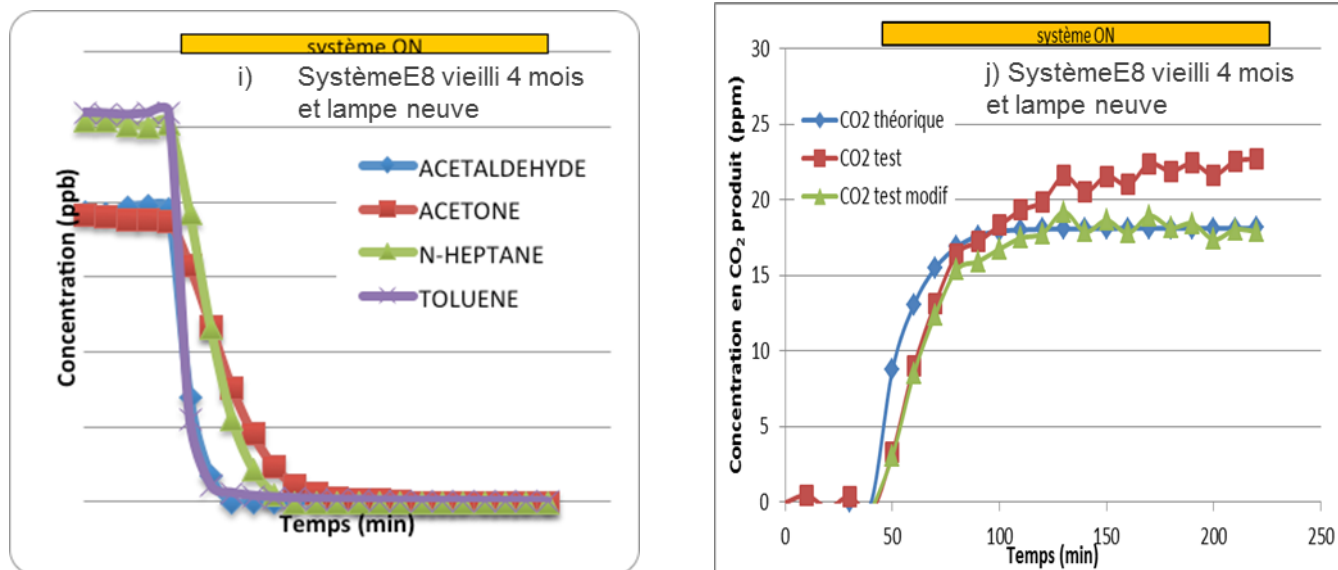 système ON
i) SystèmeE8 vieilli 4 mois
et lampe neuve
Concentration (ppb)
ACETALDEHYDE
ACETONE
N-HEPTANE
TOLUENE
Temps (min)
système ON
j) SystèmeE8 vieilli 4 mois
et lampe neuve
Concentration en CO₂ produit (ppm)
30
25
20
15
10
5
0
CO2 théorique
CO2 test
CO2 test modif
0 50 100 150 200 250
Temps (min)